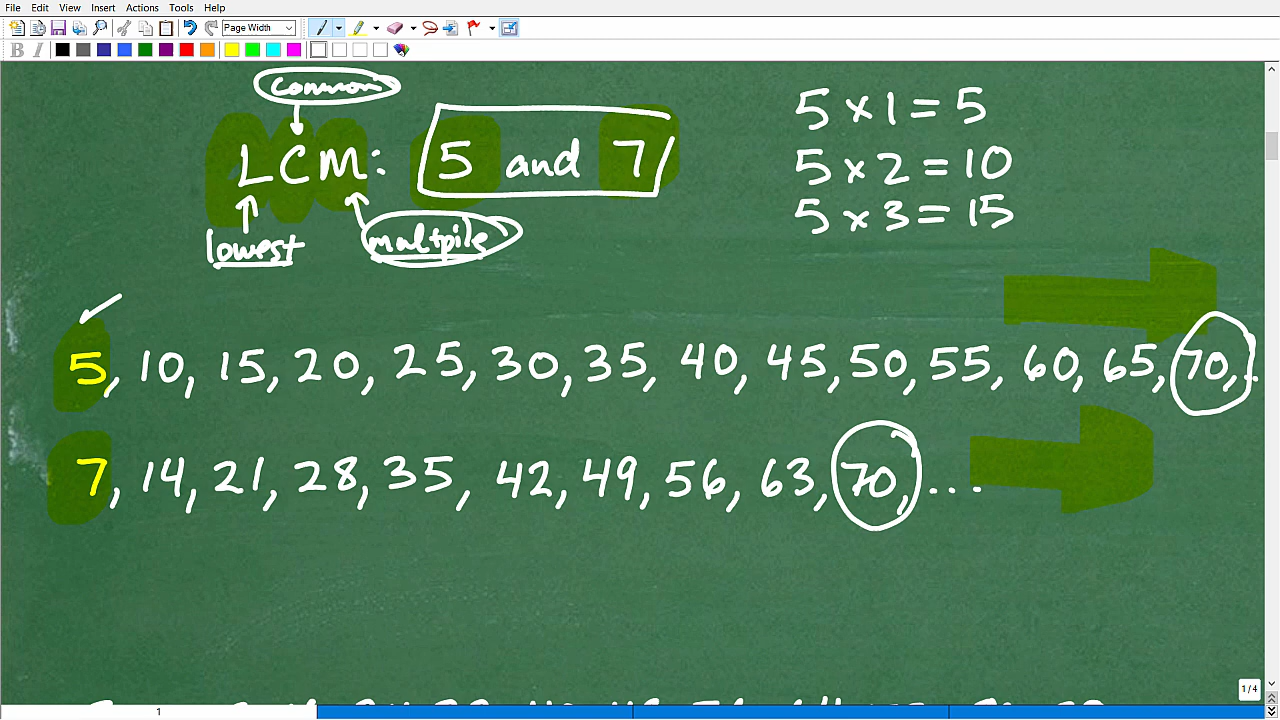 File Edit View Insert Actions Tools Help
Page Width
B I
common
LCM: 5 and 7
lowest
multpile
5 x 1 = 5
5 x 2 = 10
5 x 3 = 15
5, 10, 15, 20, 25, 30, 35, 40, 45, 50, 55, 60, 65, 70, ..
7, 14, 21, 28, 35, 42, 49, 56, 63, 70, ...
1/4
1